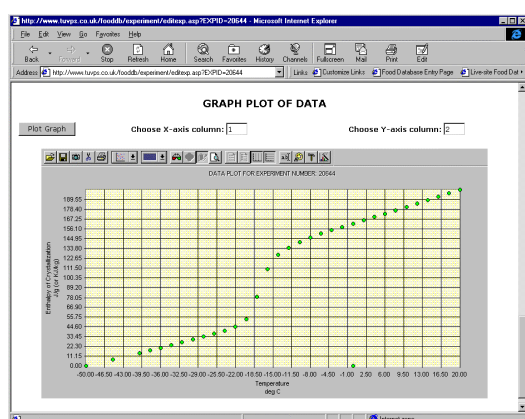 http://www.tuvps.co.uk/fooddb/experiment/editexp.asp?EXPID=20644 - Microsoft Internet Explorer
File Edit View Go Favorites Help
Back Forward Stop Refresh Home Search Favorites History Channels Fullscreen Mail Print Edit
Address http://www.tuvps.co.uk/fooddb/experiment/editexp.asp?EXPID=20644 Links Customize Links Food Database Entry Page Live-site Food Dat
GRAPH PLOT OF DATA
Plot Graph Choose X-axis column: 1 Choose Y-axis column: 2
DATA PLOT FOR EXPERIMENT NUMBER: 20644
189.55
178.40
167.25
156.10
144.95
133.80
122.65
111.50
100.35
89.20
78.05
66.90
55.75
44.60
33.45
22.30
11.15
0.00
Enthalpy of Crystallization
J/g (or KJ/kg)
-50.00 -46.50 -43.00 -39.50 -36.00 -32.50 -29.00 -25.50 -22.00 -18.50 -15.00 -11.50 -8.00 -4.50 -1.00 2.50 6.00 9.50 13.00 16.50 20.00
Temperature
deg C
Internet zone